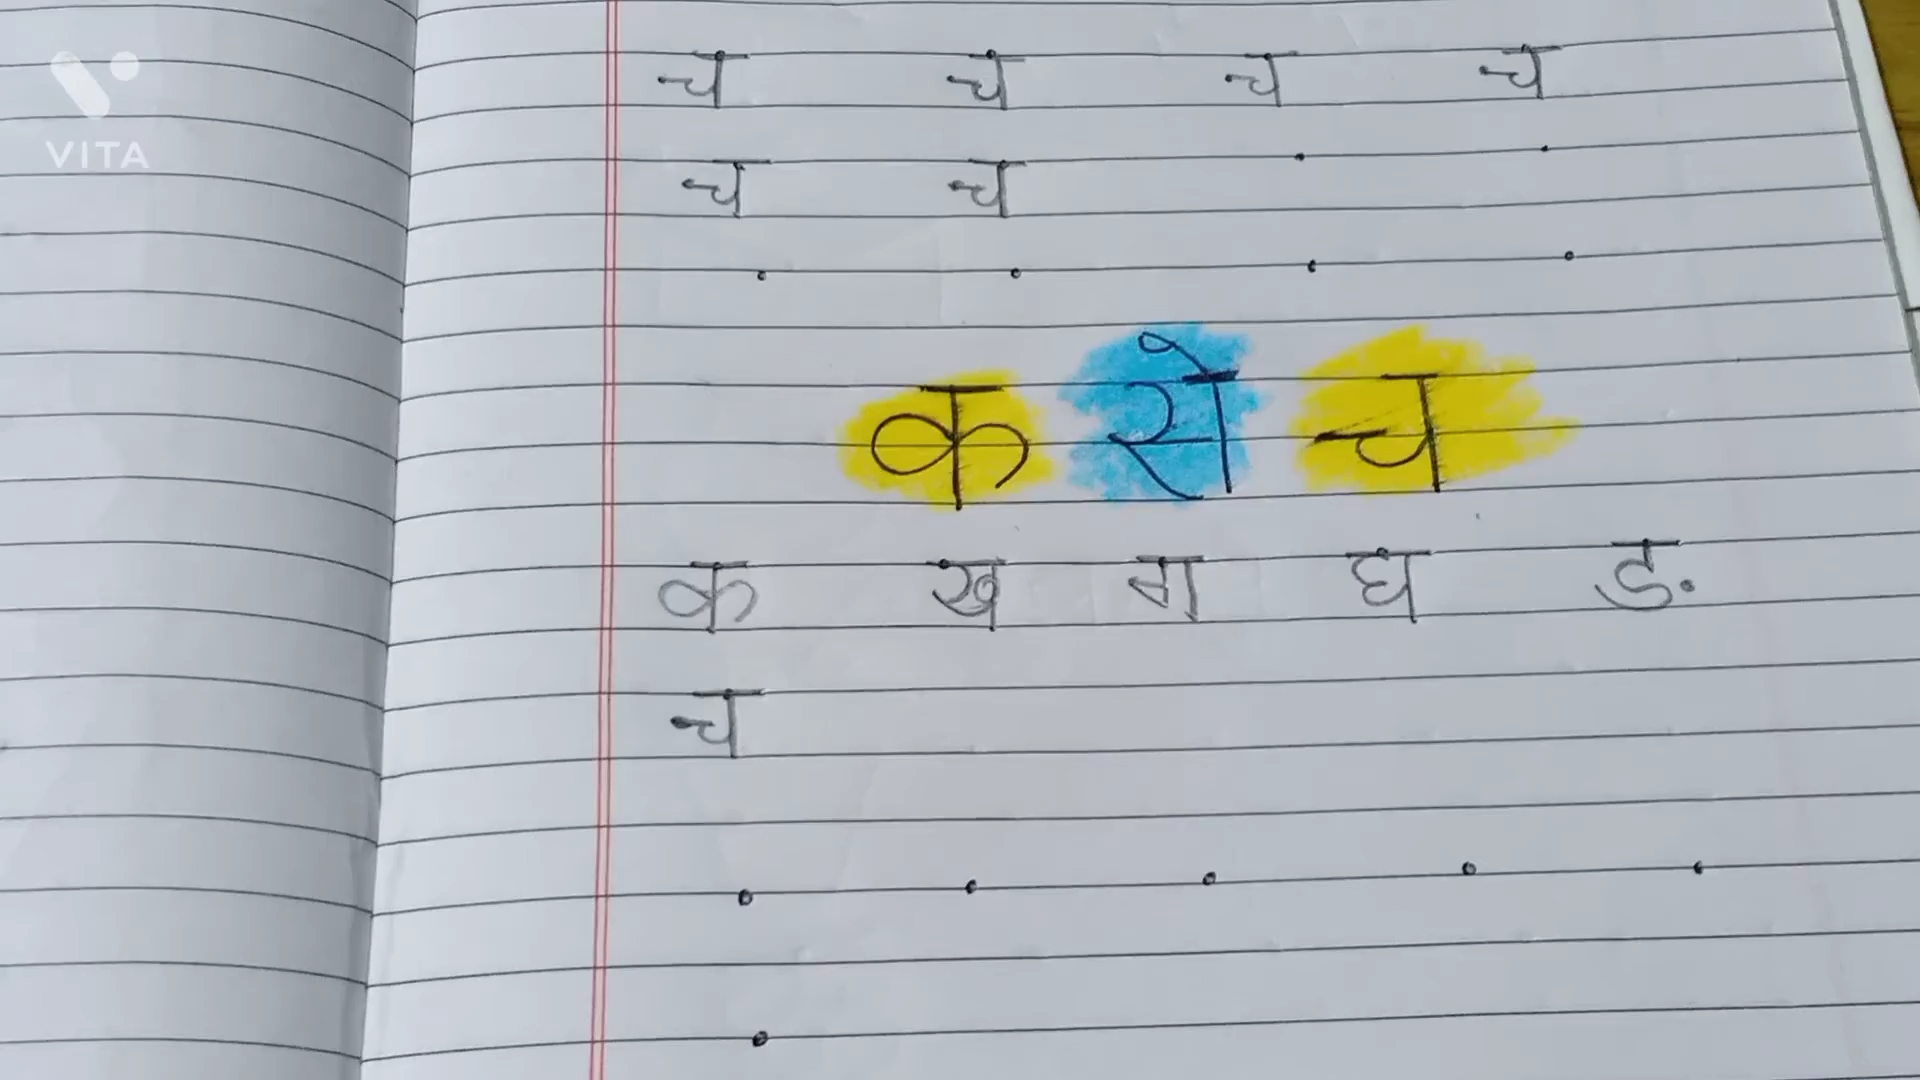 VITA
च च च च
च च
क से च
क ख ग घ ङ
च